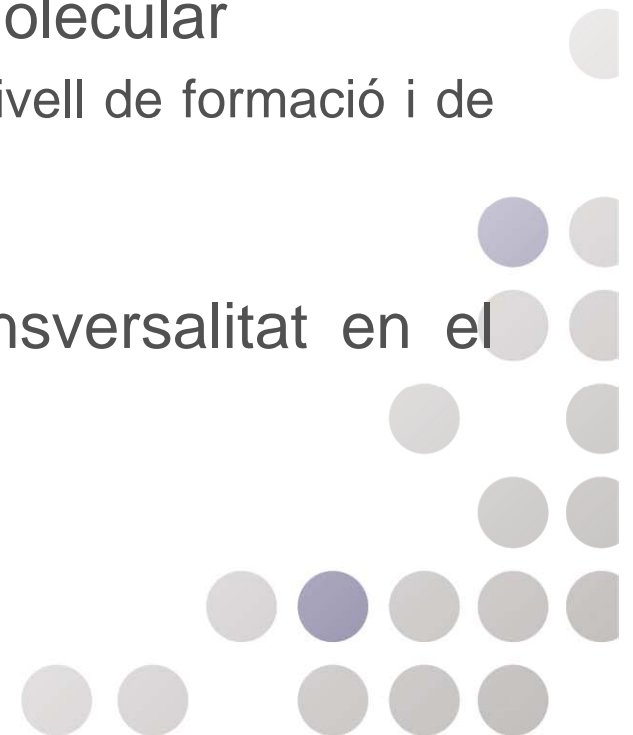 olecular
ivell de formació i de
nsversalitat en el